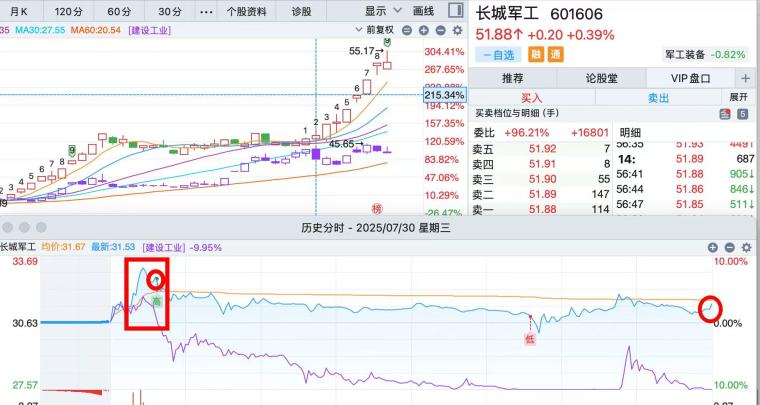 月K 120分 60分 30分 ••• 个股资料 诊股 显示 画线
35 MA30:27.55 MA60:20.54 [建设工业] 前复权
55.17→
304.41%
267.65%
215.34%
194.12%
157.35%
120.59%
83.82%
47.06%
10.29%
-26.47%
45.65→
2 3 4 5 6 7 8 9
1 2 3 4 5 6 7 8 9
榜
长城军工 601606
51.88↑ +0.20 +0.39%
一自选 融 通 军工装备 -0.82%
推荐 论股堂 VIP盘口 +
买入 卖出 展开
买卖档位与明细(手) 5
委比 +96.21% +16801 明细
卖五 51.92 7
卖四 51.91 8
卖三 51.90 55
卖二 51.89 147
卖一 51.88 114
56:35 51.93 449↑
14: 51.89 687
56:41 51.88 905↓
56:44 51.86 846↓
56:47 51.85 511↓
历史分时 - 2025/07/30 星期三
长城军工 均价:31.67 最新:31.53 [建设工业] -9.95%
33.69 10.00%
高
30.63 0.00%
低
27.57 10.00%